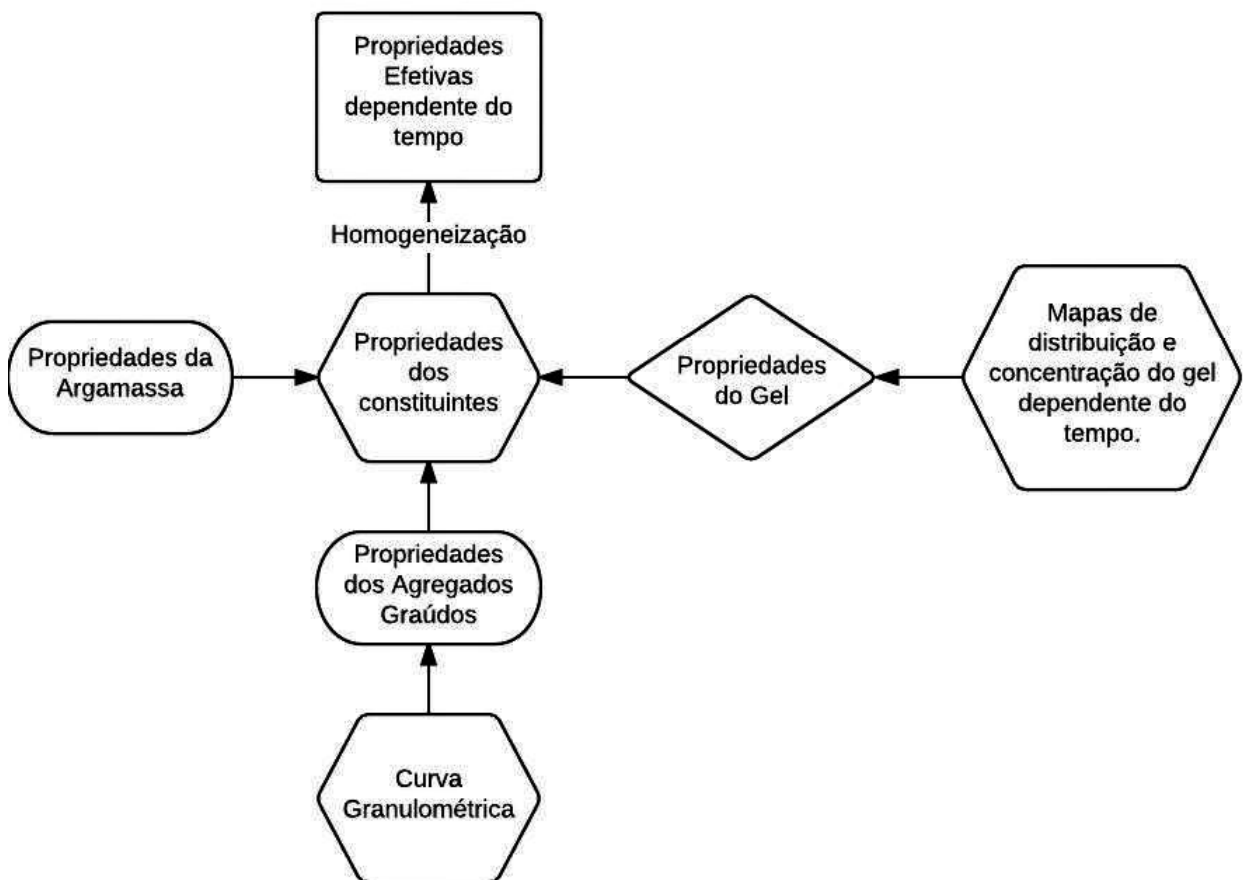 Propriedades
Efetivas
dependente do
tempo
Homogeneização
Propriedades da
Argamassa
Propriedades
dos
constituintes
Propriedades
do Gel
Mapas de
distribuição e
concentração do gel
dependente do
tempo.
Propriedades
dos Agregados
Graúdos
Curva
Granulométrica